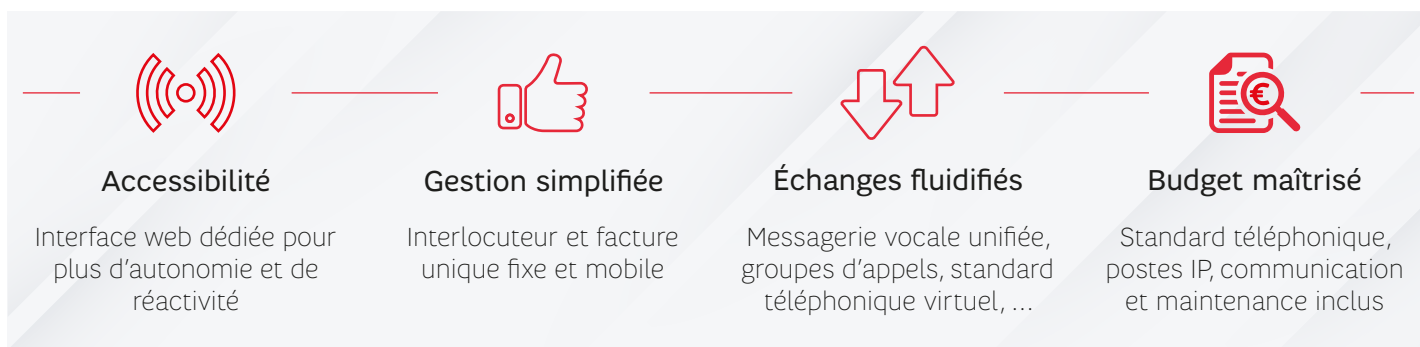 Accessibilité
Interface web dédiée pour
plus d’autonomie et de
réactivité
Gestion simplifiée
Interlocuteur et facture
unique fixe et mobile
Échanges fluidifiés
Messagerie vocale unifiée,
groupes d’appels, standard
téléphonique virtuel, ...
€
Budget maîtrisé
Standard téléphonique,
postes IP, communication
et maintenance inclus